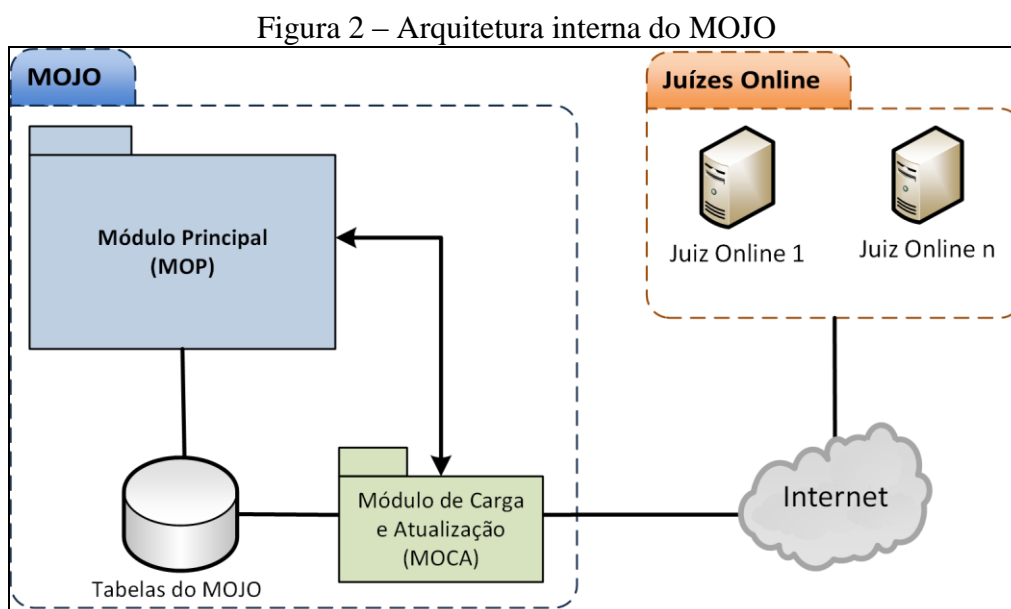 Figura 2 – Arquitetura interna do MOJO
MOJO
Juízes Online
Módulo Principal
(MOP)
Juiz Online 1
Juiz Online n
Módulo de Carga
e Atualização
(MOCA)
Internet
Tabelas do MOJO